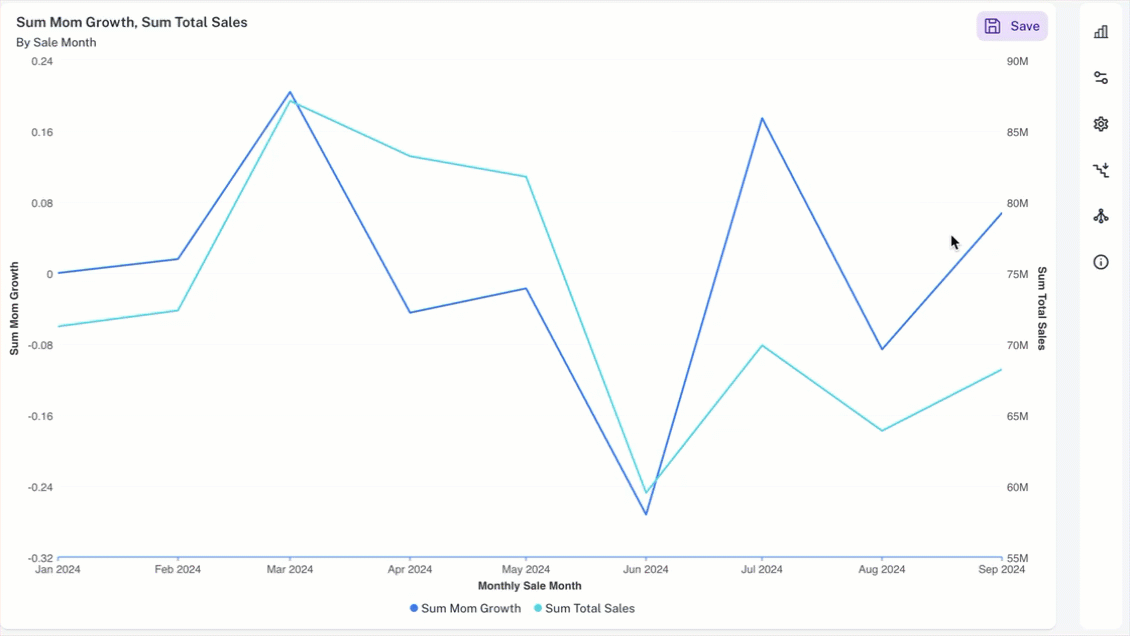 Sum Mom Growth, Sum Total Sales
Save
By Sale Month
0.24
0.16
0.08
0
-0.08
-0.16
-0.24
-0.32
Sum Mom Growth
90M
85M
80M
75M
70M
65M
60M
55M
Sum Total Sales
Jan 2024 Feb 2024 Mar 2024 Apr 2024 May 2024 Jun 2024 Jul 2024 Aug 2024 Sep 2024
Monthly Sale Month
Sum Mom Growth Sum Total Sales